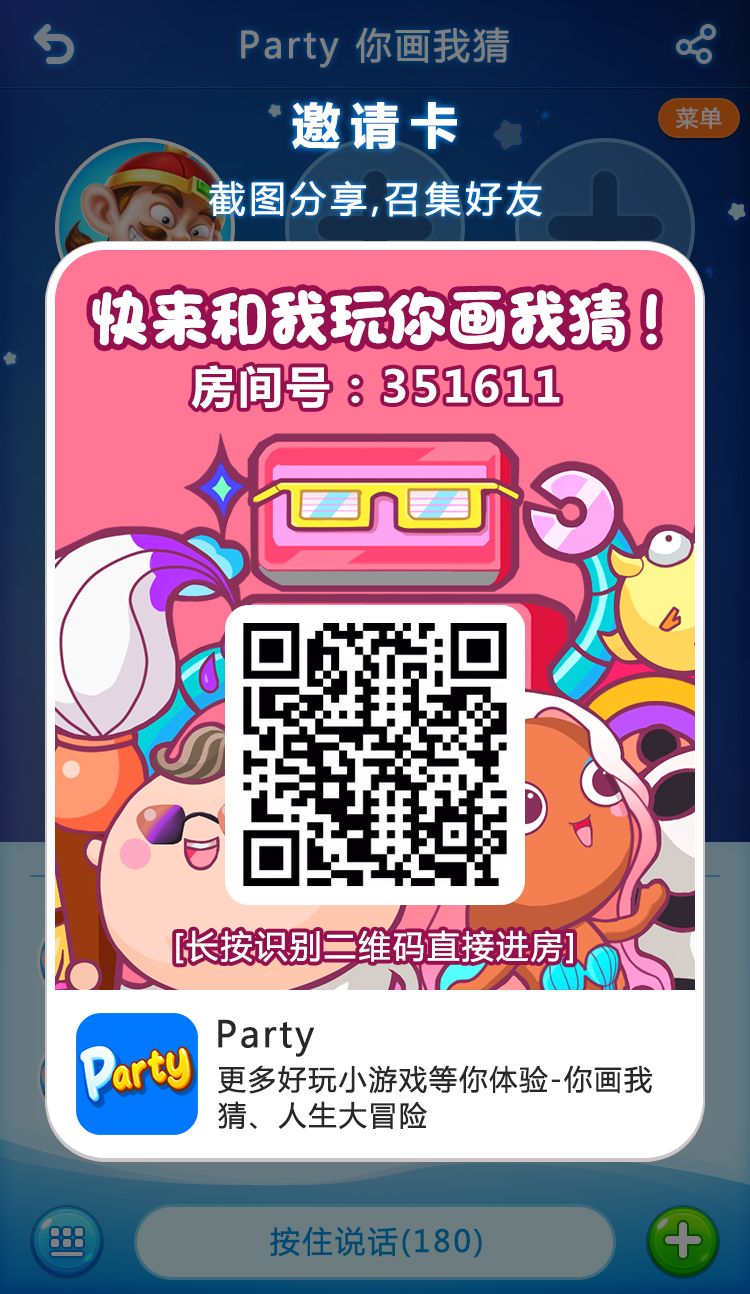 Party 你画我猜
邀请卡
菜单
截图分享,召集好友
快来和我玩你画我猜！
房间号：351611
[长按识别二维码直接进房]
Party
Party
更多好玩小游戏等你体验-你画我
猜、人生大冒险
按住说话(180)